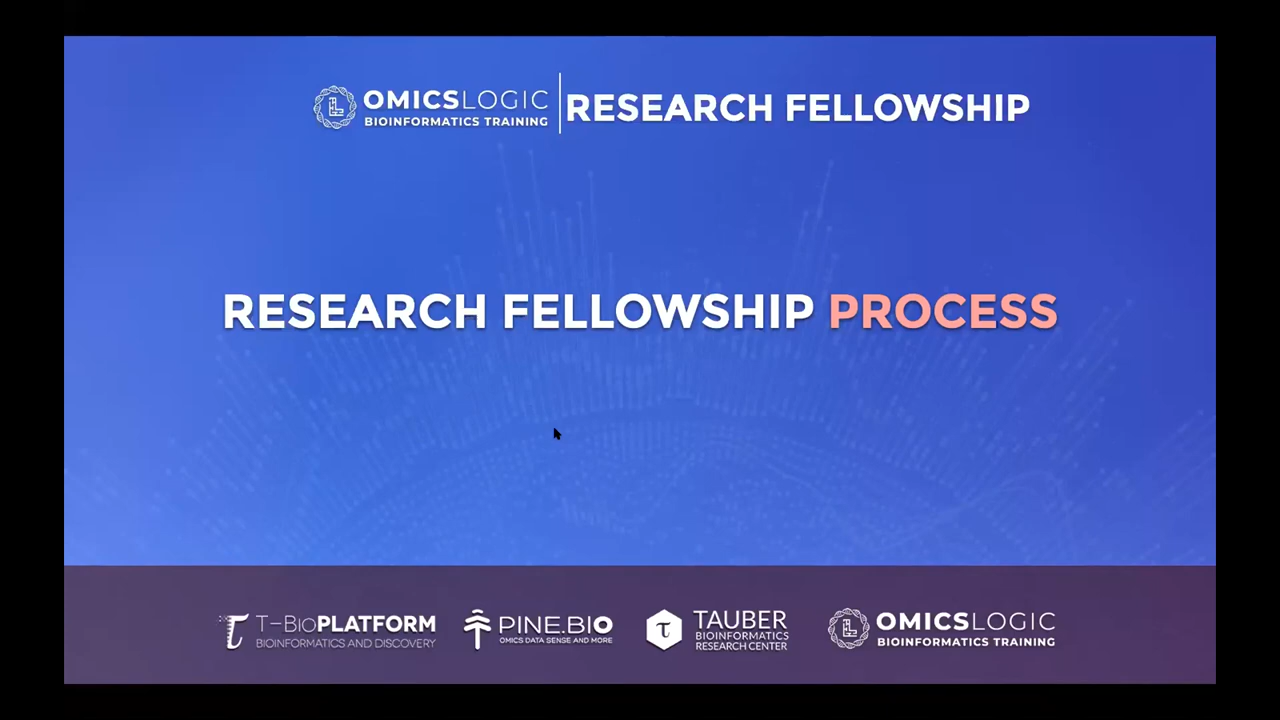 OMICSLOGIC
BIOINFORMATICS TRAINING
RESEARCH FELLOWSHIP
RESEARCH FELLOWSHIP PROCESS
T-BioPLATFORM
BIOINFORMATICS AND DISCOVERY
PINE.BIO
OMICS DATA SENSE AND MORE
TAUBER
BIOINFORMATICS
RESEARCH CENTER
OMICSLOGIC
BIOINFORMATICS TRAINING